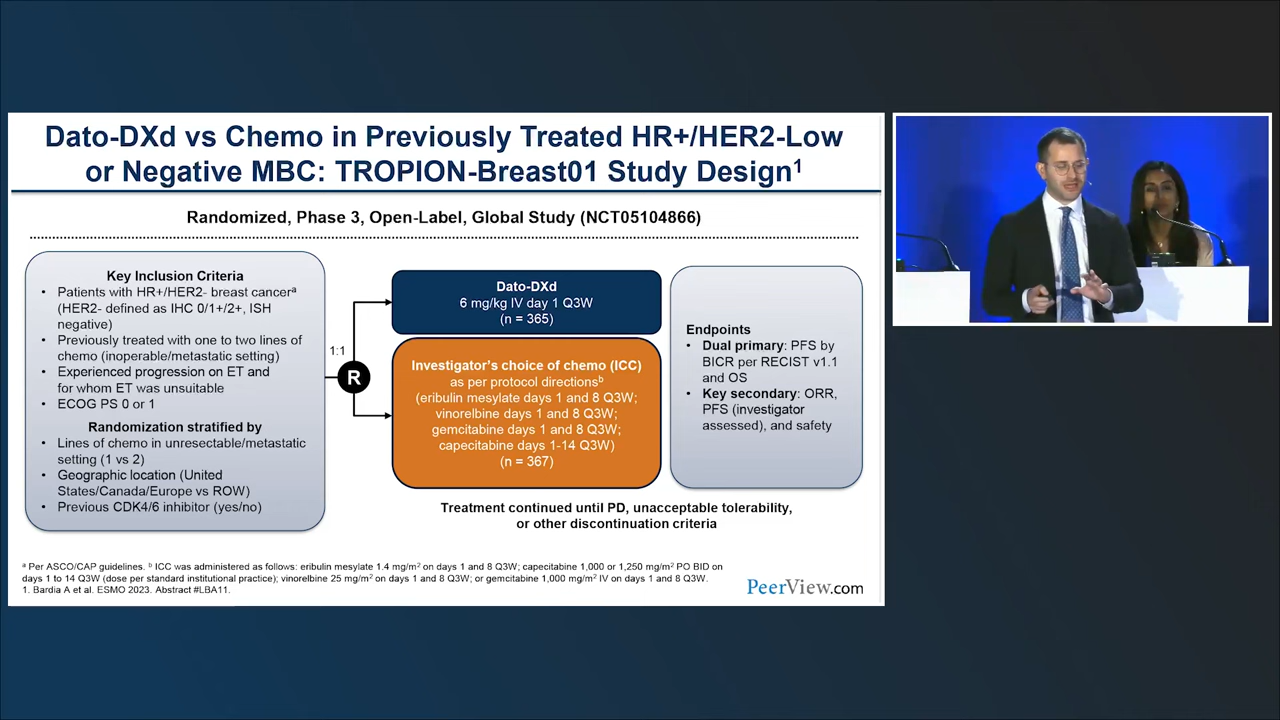 Dato-DXd vs Chemo in Previously Treated HR+/HER2-Low
or Negative MBC: TROPION-Breast01 Study Design¹
Randomized, Phase 3, Open-Label, Global Study (NCT05104866)
Key Inclusion Criteria
• Patients with HR+/HER2- breast cancerᵃ
(HER2- defined as IHC 0/1+/2+, ISH
negative)
• Previously treated with one to two lines of
chemo (inoperable/metastatic setting)
• Experienced progression on ET and
for whom ET was unsuitable
• ECOG PS 0 or 1
Randomization stratified by
• Lines of chemo in unresectable/metastatic
setting (1 vs 2)
• Geographic location (United
States/Canada/Europe vs ROW)
• Previous CDK4/6 inhibitor (yes/no)
1:1
R
Dato-DXd
6 mg/kg IV day 1 Q3W
(n = 365)
Investigator's choice of chemo (ICC)
as per protocol directionsᵇ
(eribulin mesylate days 1 and 8 Q3W;
vinorelbine days 1 and 8 Q3W;
gemcitabine days 1 and 8 Q3W;
capecitabine days 1-14 Q3W)
(n = 367)
Endpoints
• Dual primary: PFS by
BICR per RECIST v1.1
and OS
• Key secondary: ORR,
PFS (investigator
assessed), and safety
Treatment continued until PD, unacceptable tolerability,
or other discontinuation criteria
ᵃ Per ASCO/CAP guidelines. ᵇ ICC was administered as follows: eribulin mesylate 1.4 mg/m² on days 1 and 8 Q3W; capecitabine 1,000 or 1,250 mg/m² PO BID on
days 1 to 14 Q3W (dose per standard institutional practice); vinorelbine 25 mg/m² on days 1 and 8 Q3W; or gemcitabine 1,000 mg/m² IV on days 1 and 8 Q3W.
1. Bardia A et al. ESMO 2023. Abstract #LBA11.
PeerView.com